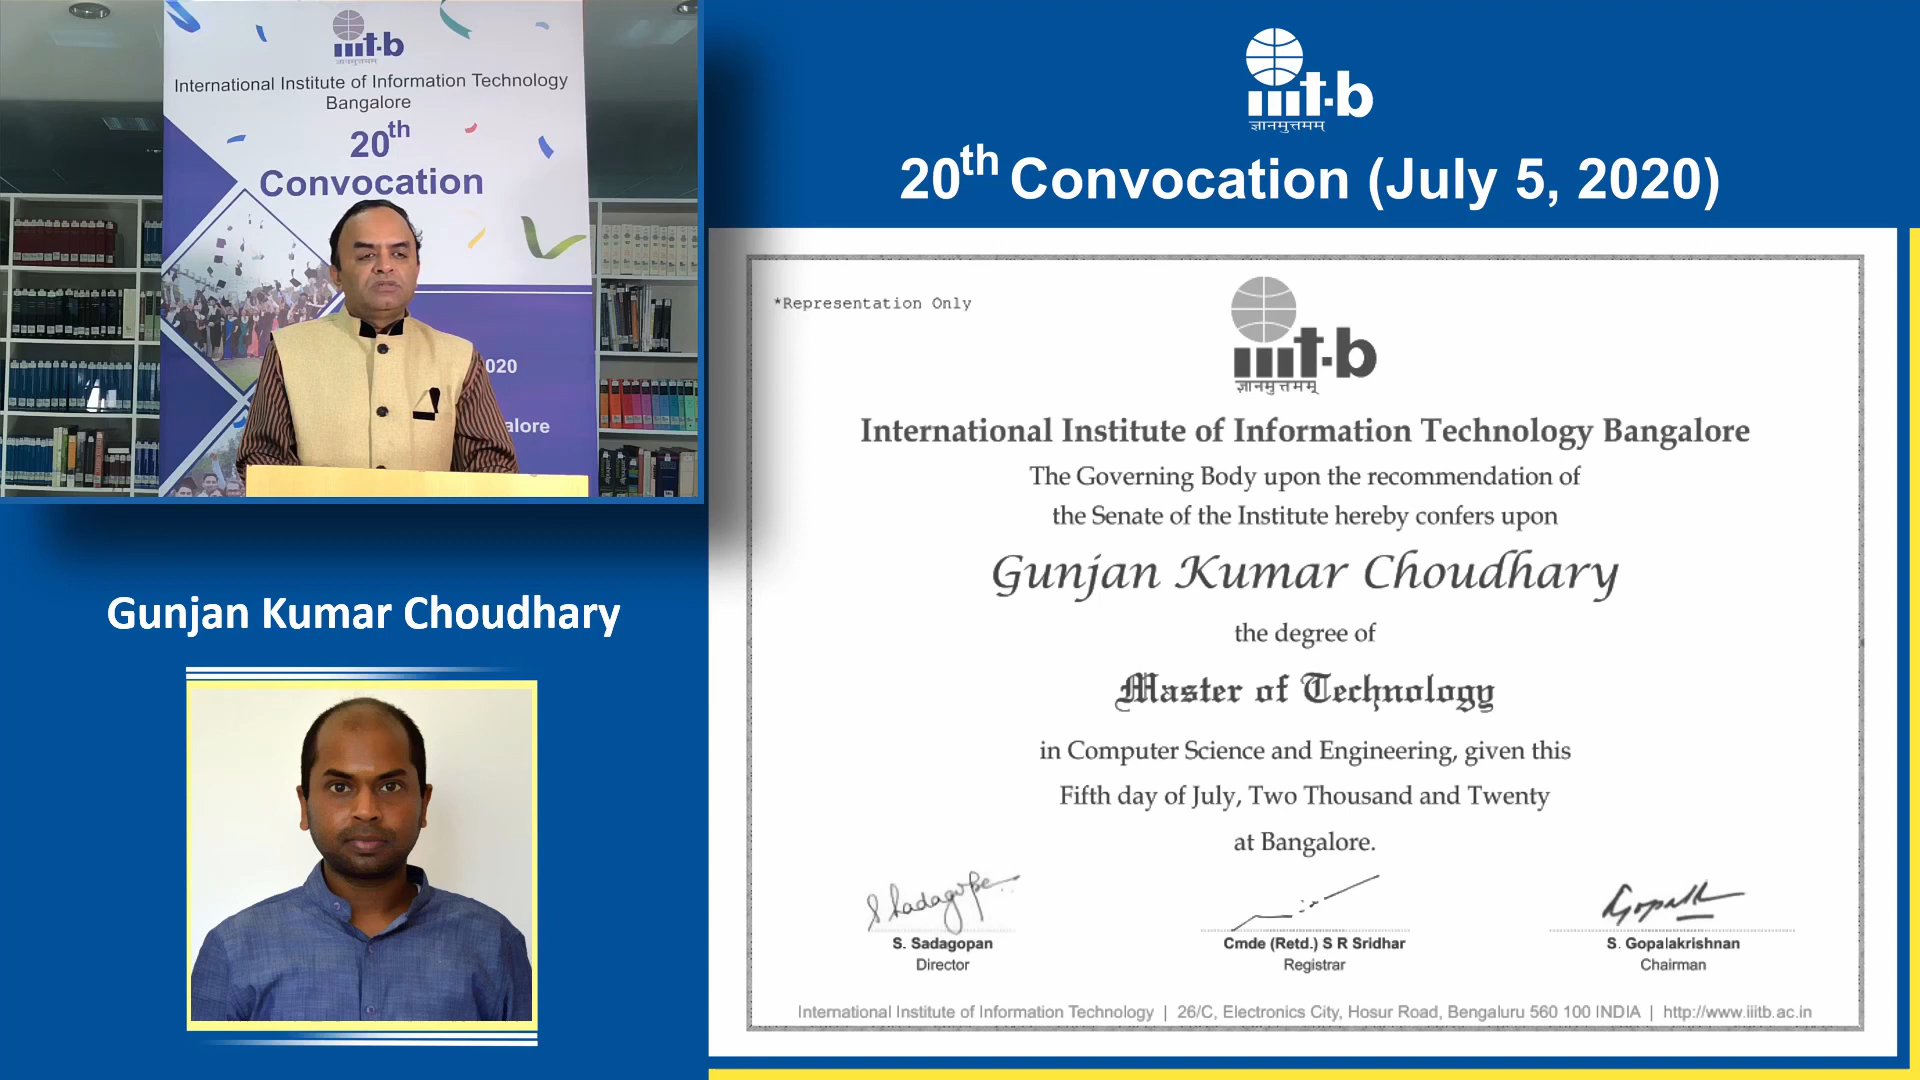 iiit-b
ज्ञानमुत्तमम्
International Institute of Information Technology
Bangalore
20th
Convocation
020
alore
Gunjan Kumar Choudhary
iiit-b
ज्ञानमुत्तमम्
20th Convocation (July 5, 2020)
*Representation Only
iiit-b
ज्ञानमुत्तमम्
International Institute of Information Technology Bangalore
The Governing Body upon the recommendation of
the Senate of the Institute hereby confers upon
Gunjan Kumar Choudhary
the degree of
Master of Technology
in Computer Science and Engineering, given this
Fifth day of July, Two Thousand and Twenty
at Bangalore.
S. Sadagopan
Director
Cmde (Retd.) S R Sridhar
Registrar
S. Gopalakrishnan
Chairman
International Institute of Information Technology | 26/C, Electronics City, Hosur Road, Bengaluru 560 100 INDIA | http://www.iiitb.ac.in